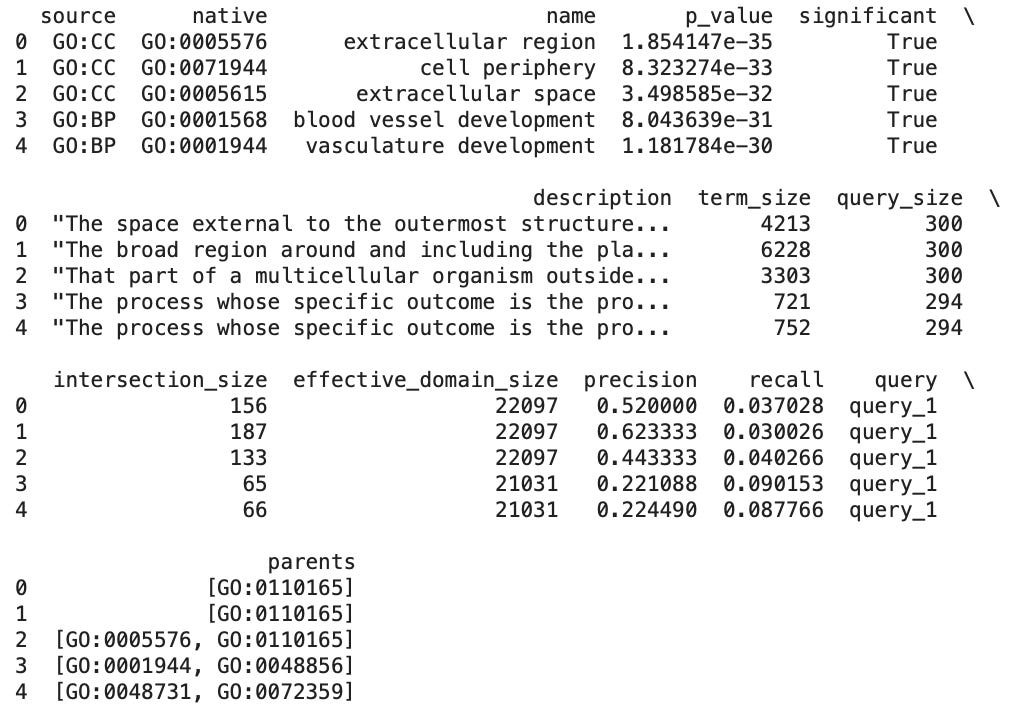 source native name p_value significant \
0 GO:CC GO:0005576 extracellular region 1.854147e-35 True
1 GO:CC GO:0071944 cell periphery 8.323274e-33 True
2 GO:CC GO:0005615 extracellular space 3.498585e-32 True
3 GO:BP GO:0001568 blood vessel development 8.043639e-31 True
4 GO:BP GO:0001944 vasculature development 1.181784e-30 True
description term_size query_size \
0 "The space external to the outermost structure... 4213 300
1 "The broad region around and including the pla... 6228 300
2 "That part of a multicellular organism outside... 3303 300
3 "The process whose specific outcome is the pro... 721 294
4 "The process whose specific outcome is the pro... 752 294
intersection_size effective_domain_size precision recall query \
0 156 22097 0.520000 0.037028 query_1
1 187 22097 0.623333 0.030026 query_1
2 133 22097 0.443333 0.040266 query_1
3 65 21031 0.221088 0.090153 query_1
4 66 21031 0.224490 0.087766 query_1
parents
0 [GO:0110165]
1 [GO:0110165]
2 [GO:0005576, GO:0110165]
3 [GO:0001944, GO:0048856]
4 [GO:0048731, GO:0072359]